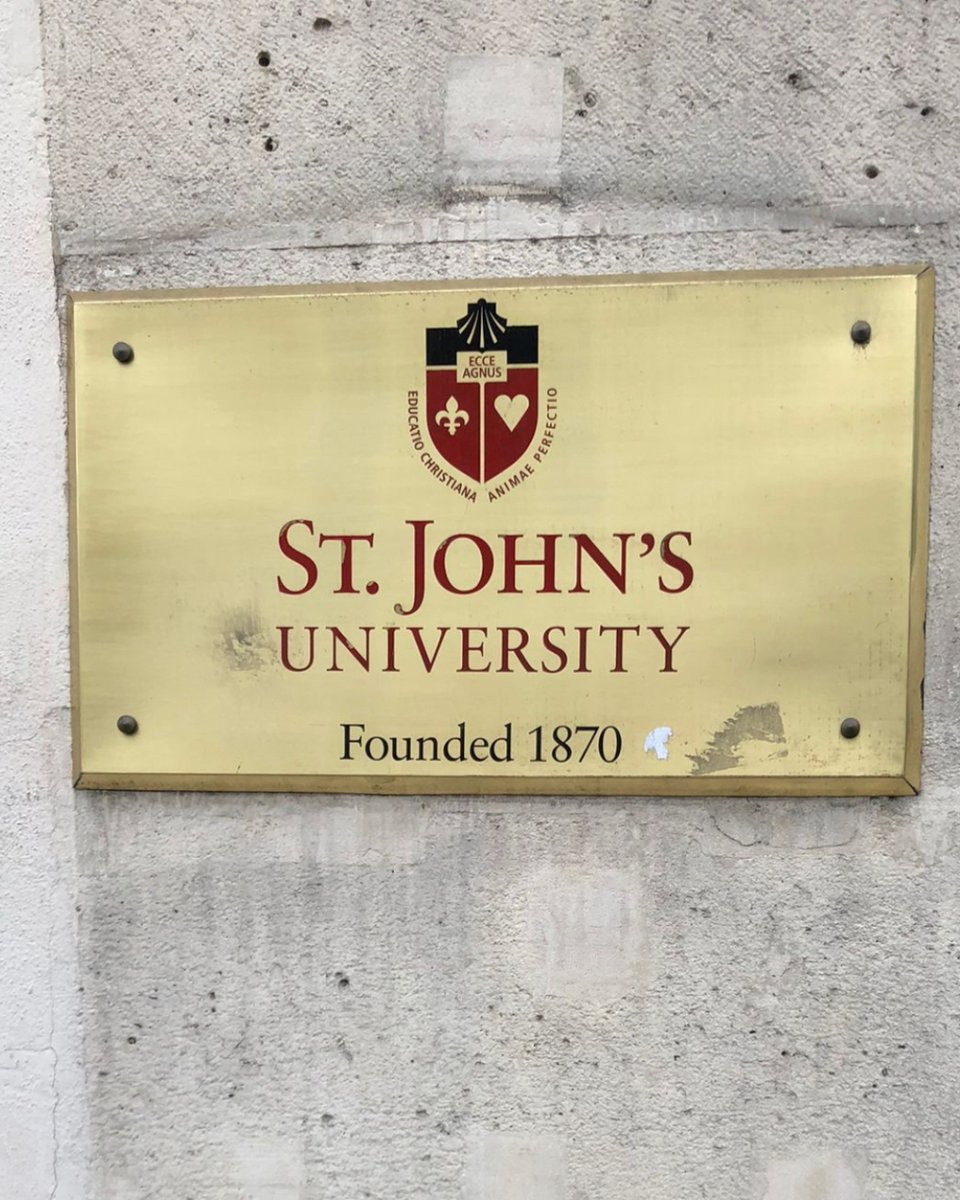 ECCE
AGNUS
EDUCATIO CHRISTIANA ANIMAE PERFECTIO
ST. JOHN'S
UNIVERSITY
Founded 1870